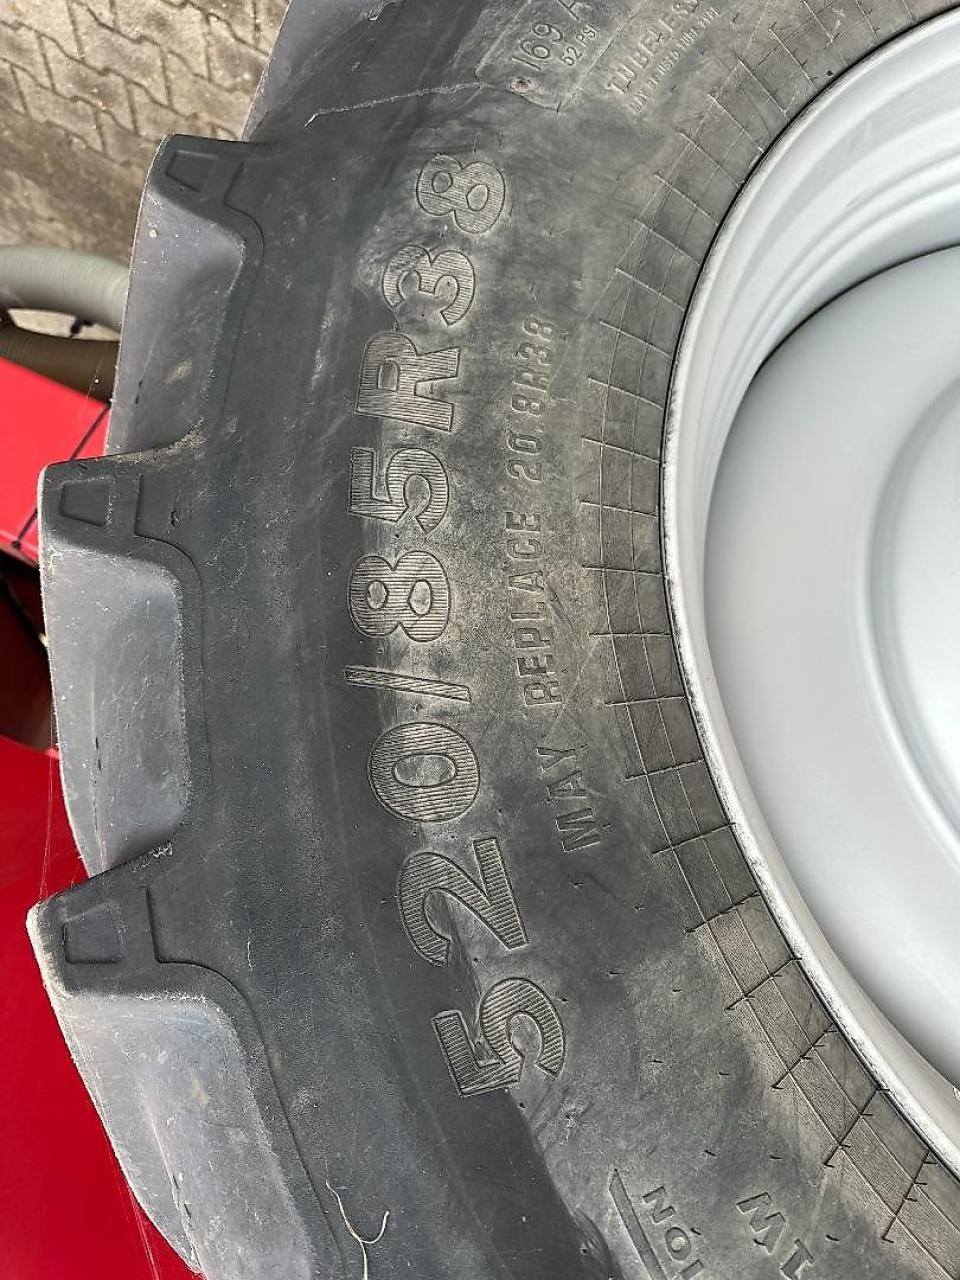 520/85R38
MAY REPLACE 20.8R38
169 A
TUBELESS